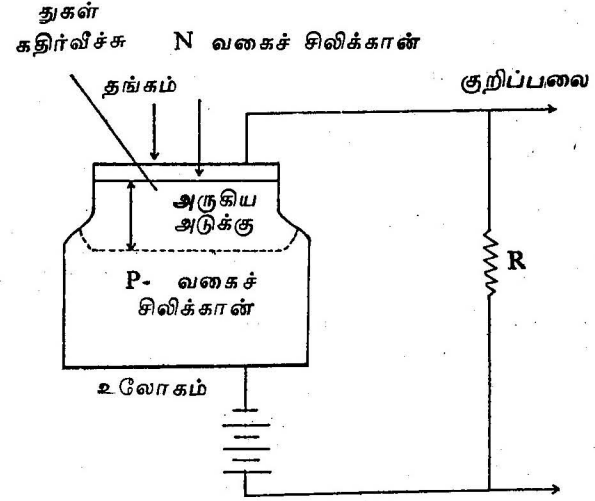 துகள்
கதிர்வீச்சு
N வகைச் சிலிக்கான்
தங்கம்
குறிப்பலை
அருகிய
அடுக்கு
R
P- வகைச்
சிலிக்கான்
உலோகம்